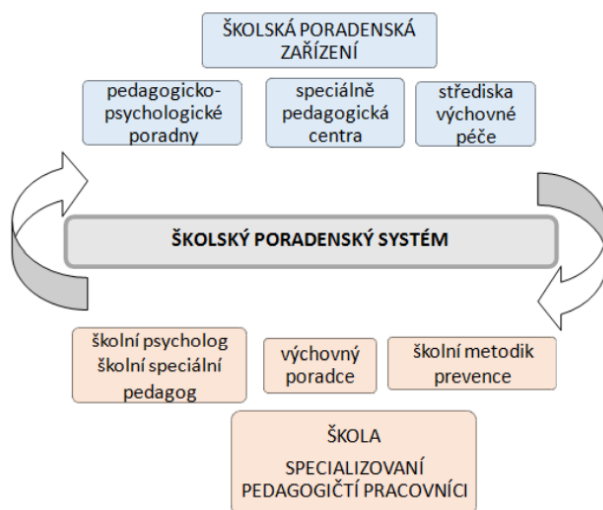 ŠKOLSKÁ PORADENSKÁ
ZAŘÍZENÍ
pedagogicko-
psychologické
poradny
speciálně
pedagogická
centra
střediska
výchovné
péče
ŠKOLSKÝ PORADENSKÝ SYSTÉM
školní psycholog
školní speciální
pedagog
výchovný
poradce
školní metodik
prevence
ŠKOLA
SPECIALIZOVANÍ
PEDAGOGIČTÍ PRACOVNÍCI